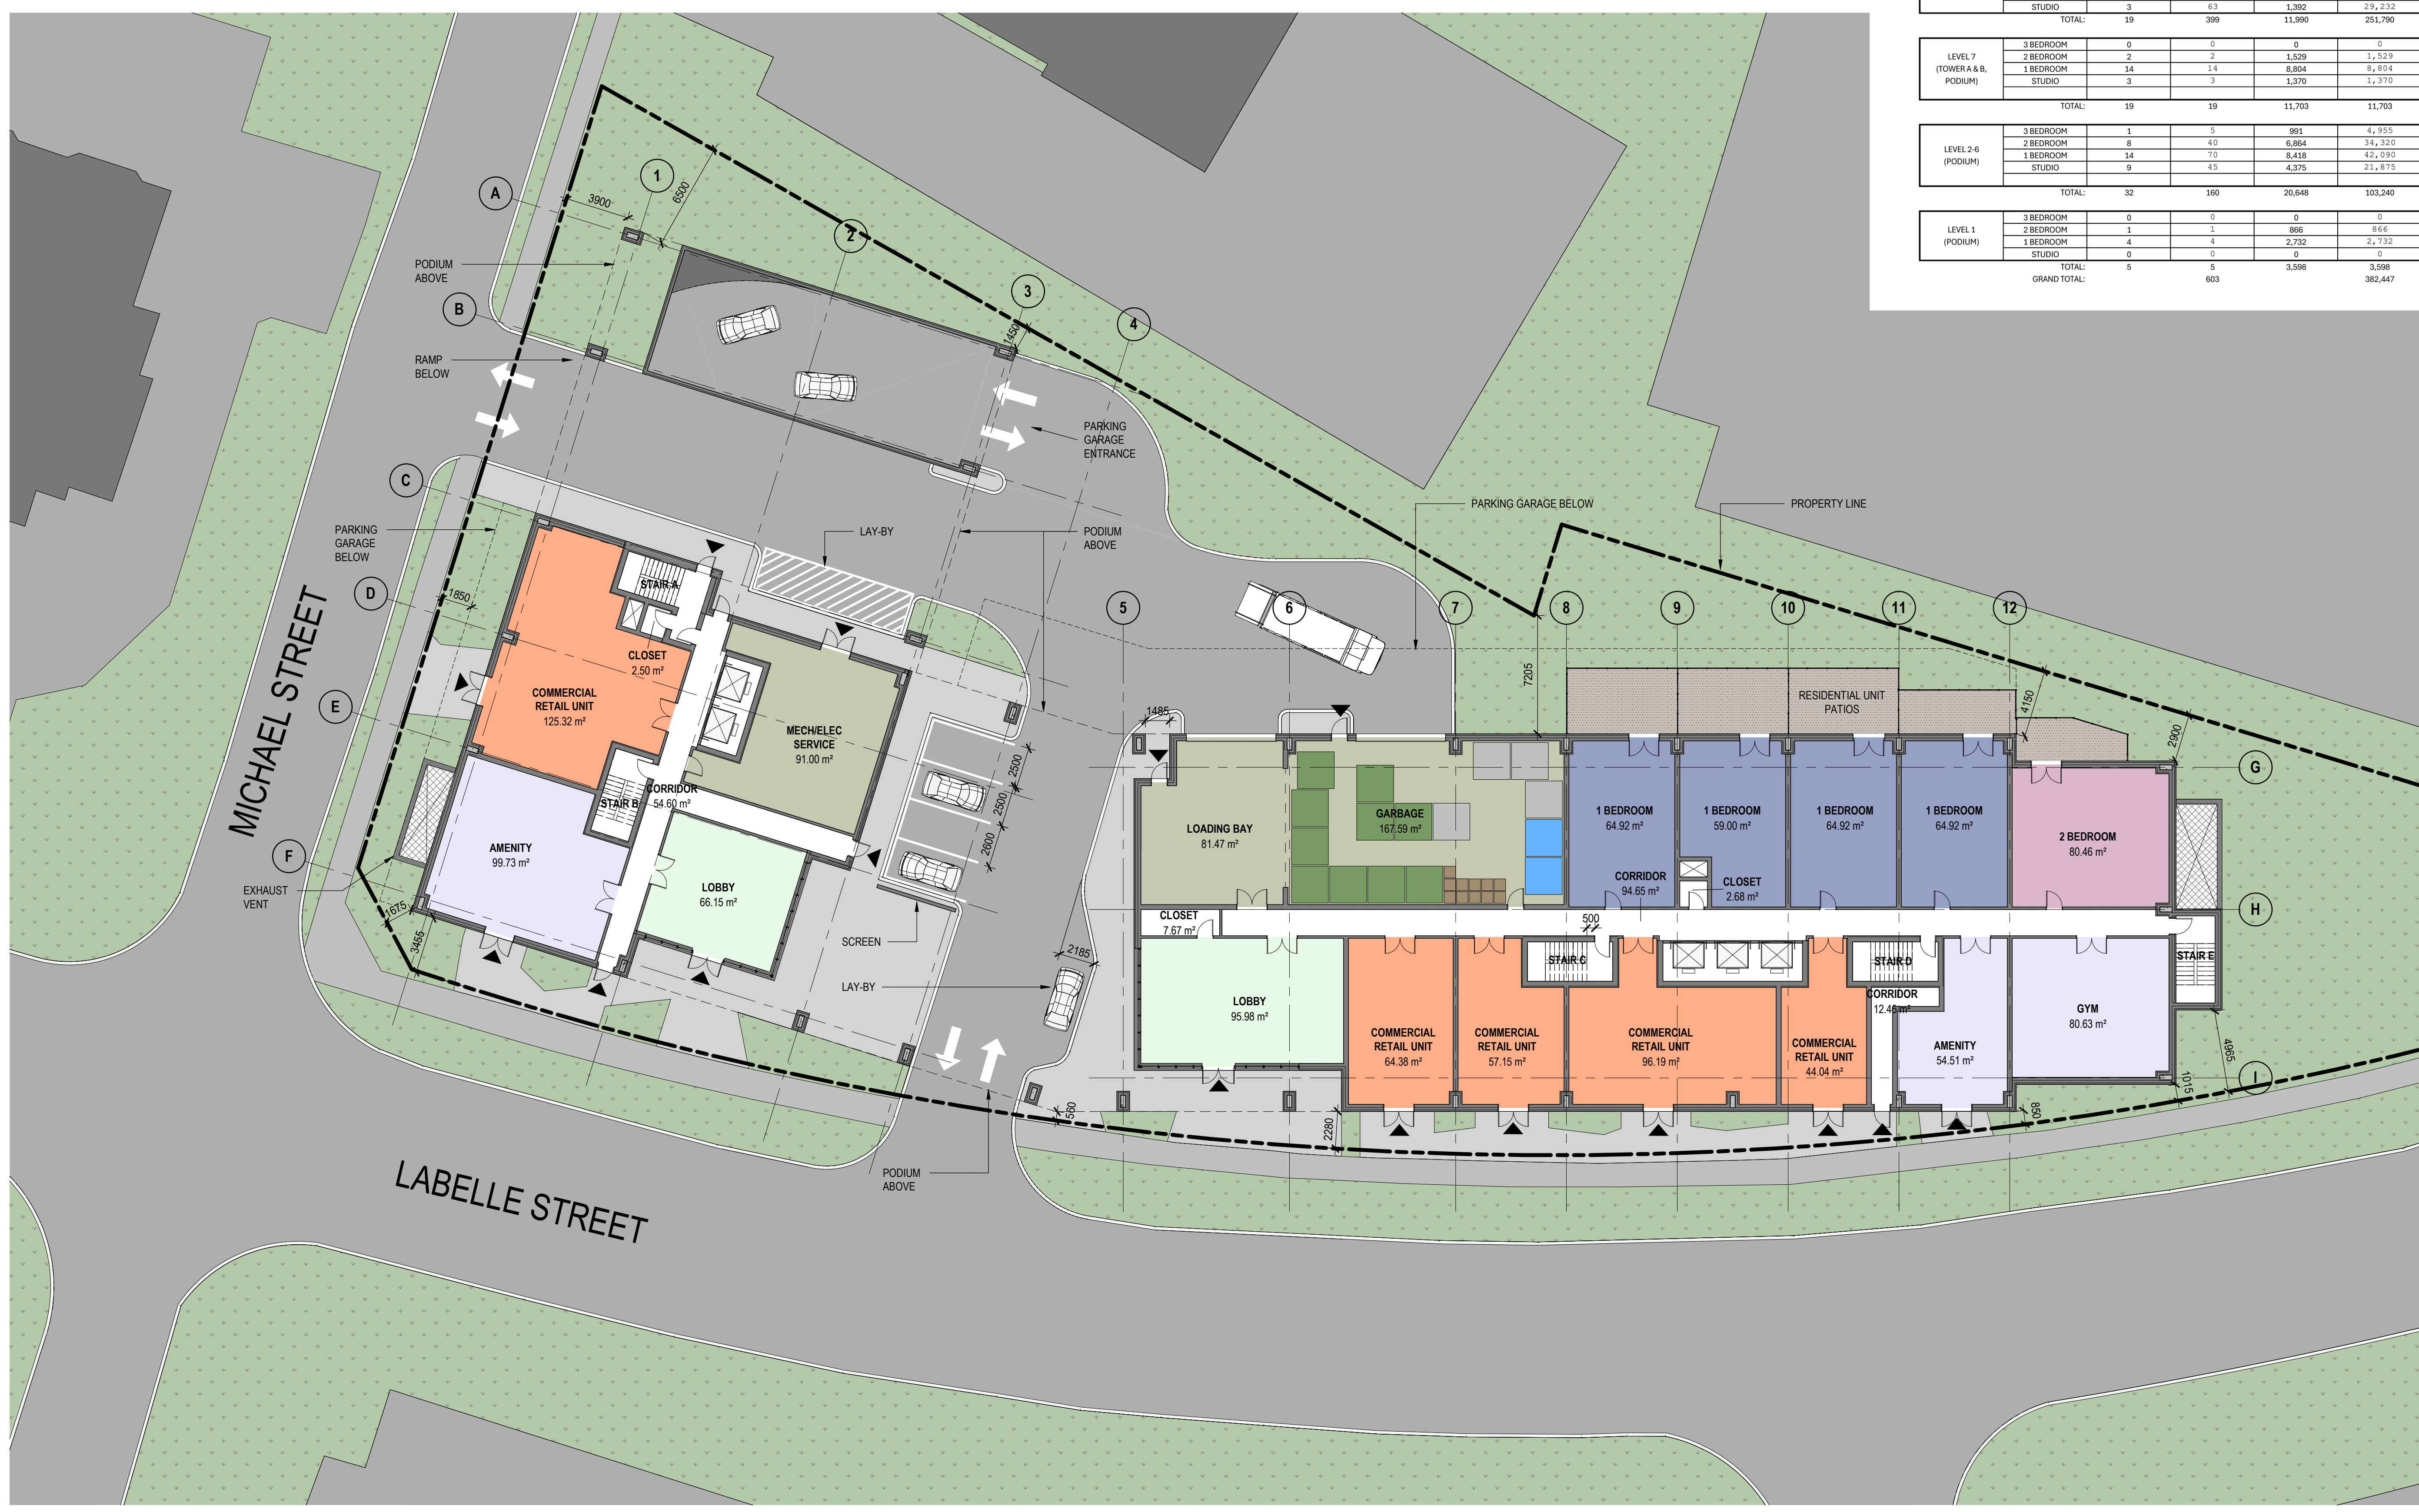 STUDIO 3 63 1,392 29,232
TOTAL: 19 399 11,990 251,790
LEVEL 7 (TOWER A & B, PODIUM)
3 BEDROOM 0 0 0 0
2 BEDROOM 2 2 1,529 1,529
1 BEDROOM 14 14 8,804 8,804
STUDIO 3 3 1,370 1,370
TOTAL: 19 19 11,703 11,703
LEVEL 2-6 (PODIUM)
3 BEDROOM 1 5 991 4,955
2 BEDROOM 8 40 6,864 34,320
1 BEDROOM 14 70 8,418 42,090
STUDIO 9 45 4,375 21,875
TOTAL: 32 160 20,648 103,240
LEVEL 1 (PODIUM)
3 BEDROOM 0 0 0 0
2 BEDROOM 1 1 866 866
1 BEDROOM 4 4 2,732 2,732
STUDIO 0 0 0 0
TOTAL: 5 5 3,598 3,598
GRAND TOTAL: 603 382,447
A
1
3900
6500
2
PODIUM
ABOVE
B
3
1450
4
RAMP
BELOW
PARKING
GARAGE
ENTRANCE
C
PARKING
GARAGE
BELOW
LAY-BY
PODIUM
ABOVE
PARKING GARAGE BELOW
PROPERTY LINE
D
1850
STAIR A
CLOSET
2.50 m²
COMMERCIAL
RETAIL UNIT
125.32 m²
E
MECH/ELEC
SERVICE
91.00 m²
MICHAEL STREET
STAIR B
CORRIDOR
54.60 m²
AMENITY
99.73 m²
F
EXHAUST
VENT
1675
3455
LOBBY
66.15 m²
2500
2500
2600
SCREEN
LAY-BY
2185
5
6
7
8
9
10
11
12
7205
1485
RESIDENTIAL UNIT
PATIOS
4150
2900
G
LOADING BAY
81.47 m²
GARBAGE
167.59 m²
1 BEDROOM
64.92 m²
1 BEDROOM
59.00 m²
1 BEDROOM
64.92 m²
1 BEDROOM
64.92 m²
2 BEDROOM
80.46 m²
CORRIDOR
94.65 m²
CLOSET
2.68 m²
H
CLOSET
7.67 m²
500
STAIR C
STAIR D
STAIR E
LOBBY
95.98 m²
COMMERCIAL
RETAIL UNIT
64.38 m²
COMMERCIAL
RETAIL UNIT
57.15 m²
COMMERCIAL
RETAIL UNIT
96.19 m²
COMMERCIAL
RETAIL UNIT
44.04 m²
CORRIDOR
12.46 m²
AMENITY
54.51 m²
GYM
80.63 m²
4965
1015
I
850
560
2280
PODIUM
ABOVE
LABELLE STREET